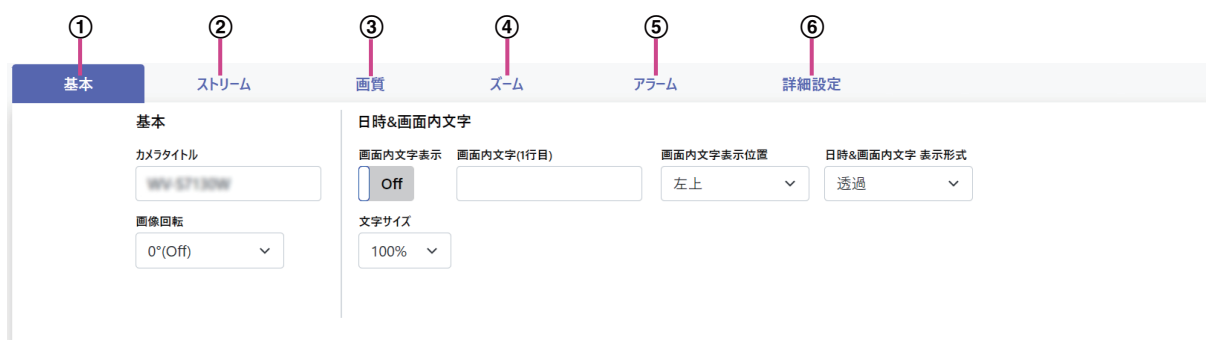 ① ② ③ ④ ⑤ ⑥
基本 ストリーム 画質 ズーム アラーム 詳細設定
基本
カメラタイトル
画像回転
0°(Off)
日時&画面内文字
画面内文字表示 画面内文字(1行目) 画面内文字表示位置 日時&画面内文字 表示形式
Off 左上 透過
文字サイズ
100%